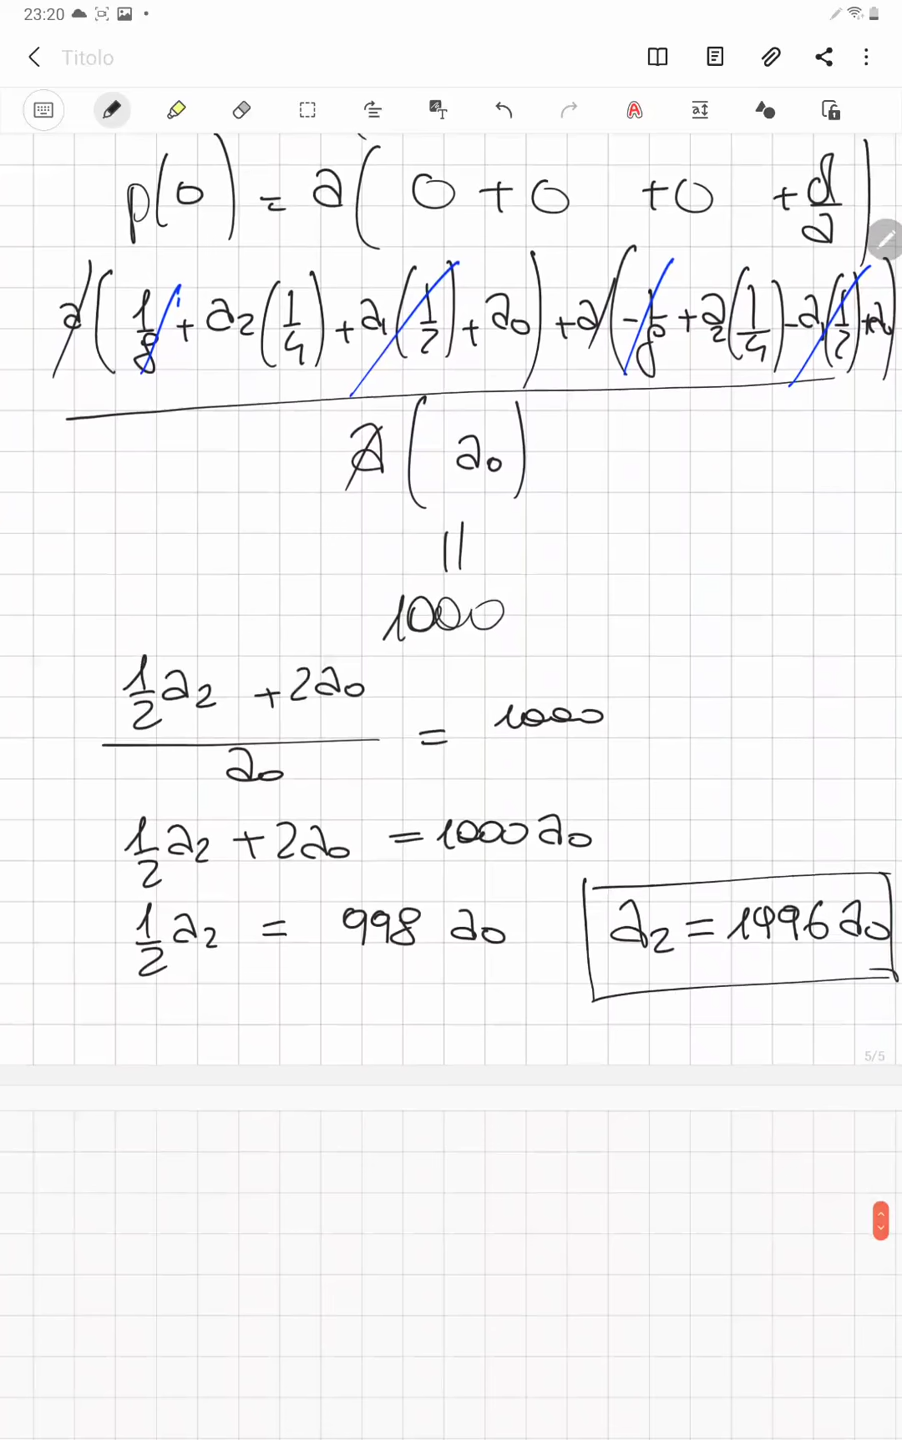 23:20
Titolo
p(0) = a(0 + 0 + 0 + d/a)
a(1/8 + a₂(1/4) + a₁(1/2) + a₀) + a(-1/8 + a₂(1/4) - a₁(1/2) + a₀)
a(a₀)
||
1000
1/2 a₂ + 2a₀
= 1000
a₀
1/2 a₂ + 2a₀ = 1000 a₀
1/2 a₂ = 998 a₀ a₂ = 1996 a₀
5/5